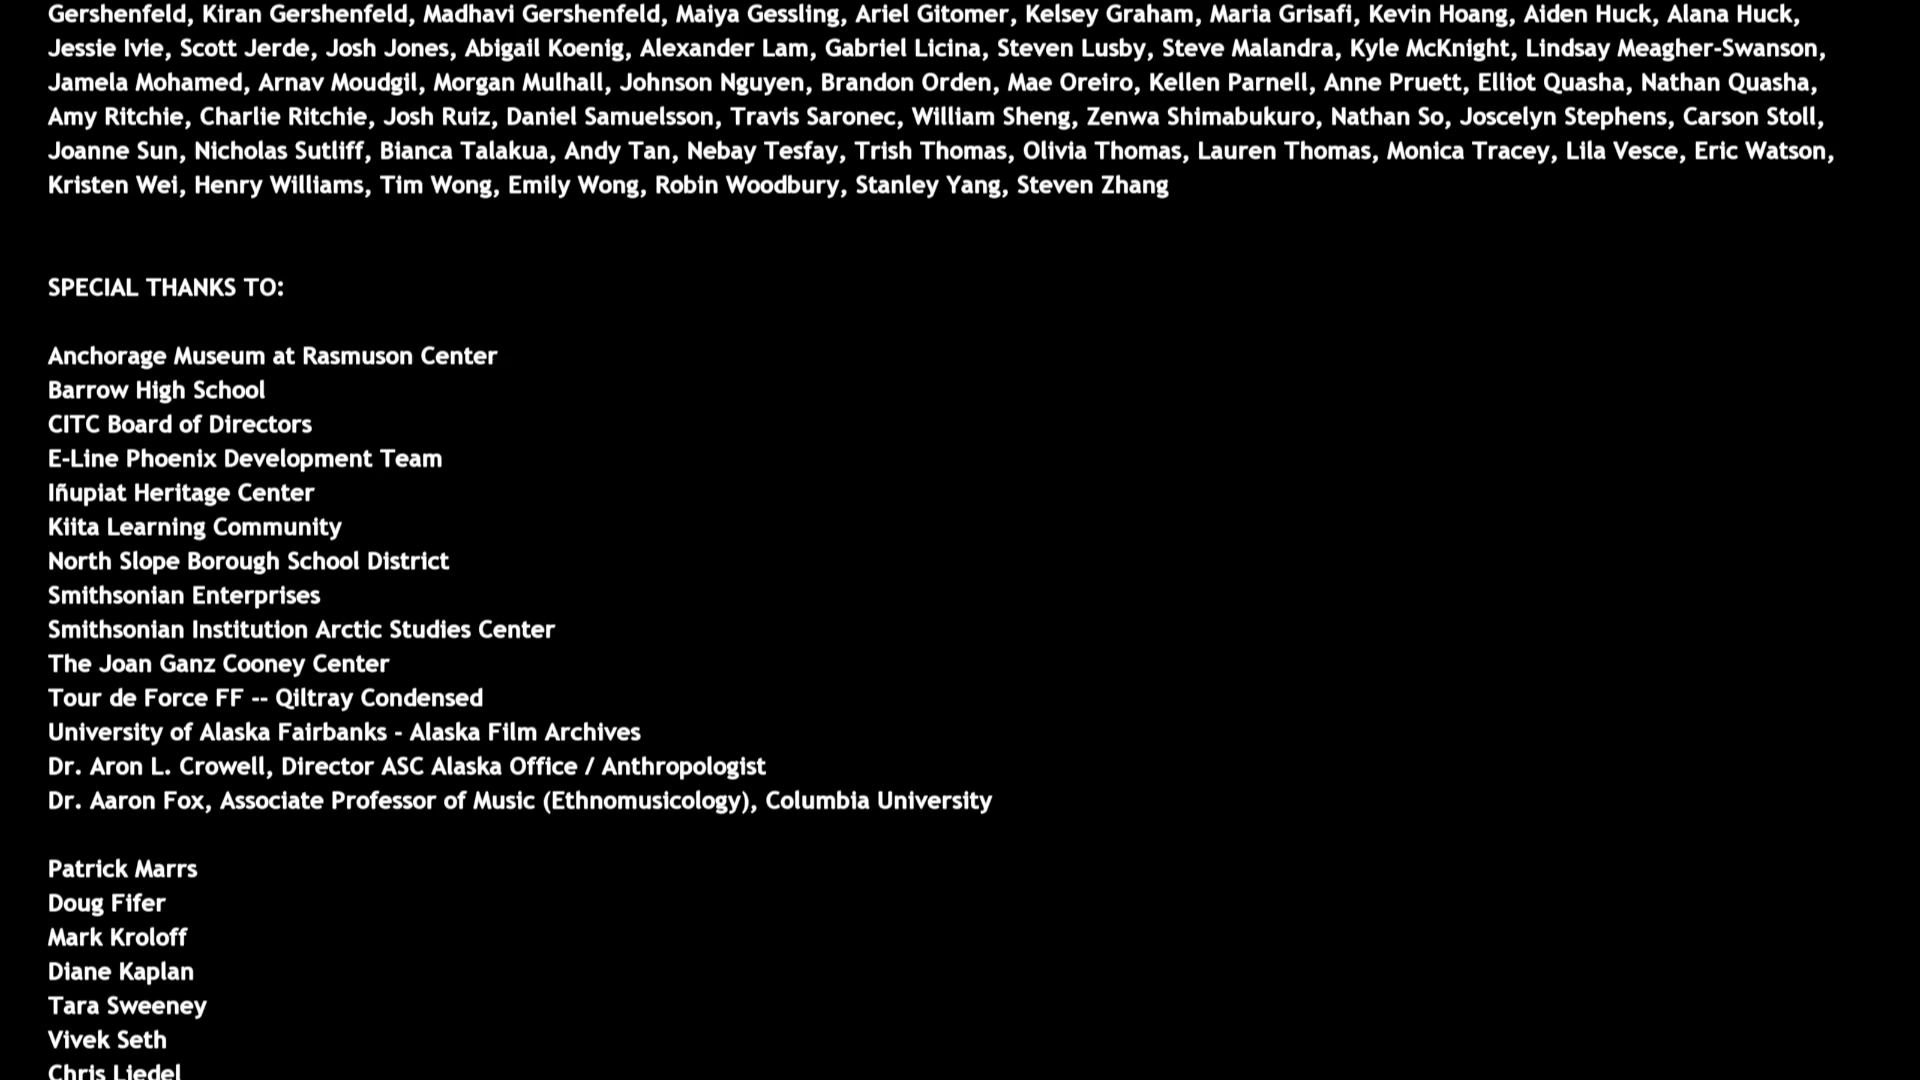 Gershenfeld, Kiran Gershenfeld, Madhavi Gershenfeld, Maiya Gessling, Ariel Gitomer, Kelsey Graham, Maria Grisafi, Kevin Hoang, Aiden Huck, Alana Huck,
Jessie Ivie, Scott Jerde, Josh Jones, Abigail Koenig, Alexander Lam, Gabriel Licina, Steven Lusby, Steve Malandra, Kyle McKnight, Lindsay Meagher-Swanson,
Jamela Mohamed, Arnav Moudgil, Morgan Mulhall, Johnson Nguyen, Brandon Orden, Mae Oreiro, Kellen Parnell, Anne Pruett, Elliot Quasha, Nathan Quasha,
Amy Ritchie, Charlie Ritchie, Josh Ruiz, Daniel Samuelsson, Travis Saronec, William Sheng, Zenwa Shimabukuro, Nathan So, Joscelyn Stephens, Carson Stoll,
Joanne Sun, Nicholas Sutliff, Bianca Talakua, Andy Tan, Nebay Tesfay, Trish Thomas, Olivia Thomas, Lauren Thomas, Monica Tracey, Lila Vesce, Eric Watson,
Kristen Wei, Henry Williams, Tim Wong, Emily Wong, Robin Woodbury, Stanley Yang, Steven Zhang
SPECIAL THANKS TO:
Anchorage Museum at Rasmuson Center
Barrow High School
CITC Board of Directors
E-Line Phoenix Development Team
Iñupiat Heritage Center
Kiita Learning Community
North Slope Borough School District
Smithsonian Enterprises
Smithsonian Institution Arctic Studies Center
The Joan Ganz Cooney Center
Tour de Force FF -- Qiltray Condensed
University of Alaska Fairbanks - Alaska Film Archives
Dr. Aron L. Crowell, Director ASC Alaska Office / Anthropologist
Dr. Aaron Fox, Associate Professor of Music (Ethnomusicology), Columbia University
Patrick Marrs
Doug Fifer
Mark Kroloff
Diane Kaplan
Tara Sweeney
Vivek Seth
Chris Liedel